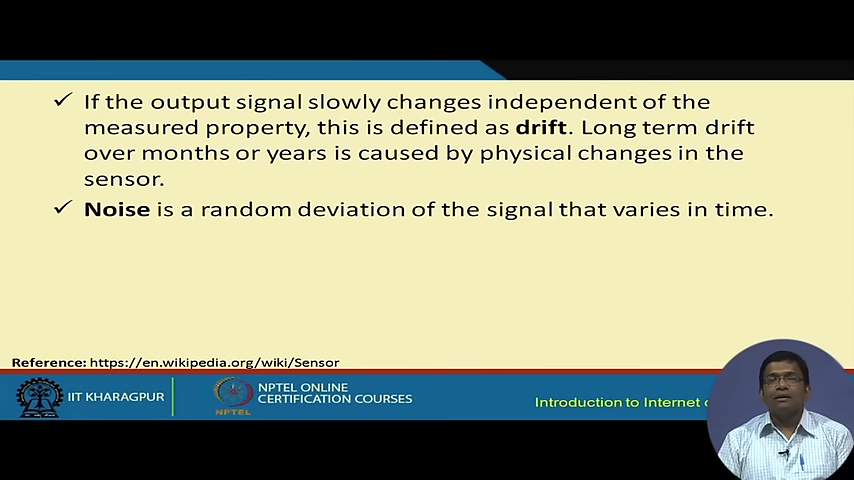 ✓ If the output signal slowly changes independent of the
measured property, this is defined as drift. Long term drift
over months or years is caused by physical changes in the
sensor.
✓ Noise is a random deviation of the signal that varies in time.
Reference: https://en.wikipedia.org/wiki/Sensor
IIT KHARAGPUR
NPTEL
NPTEL ONLINE
CERTIFICATION COURSES
Introduction to Internet